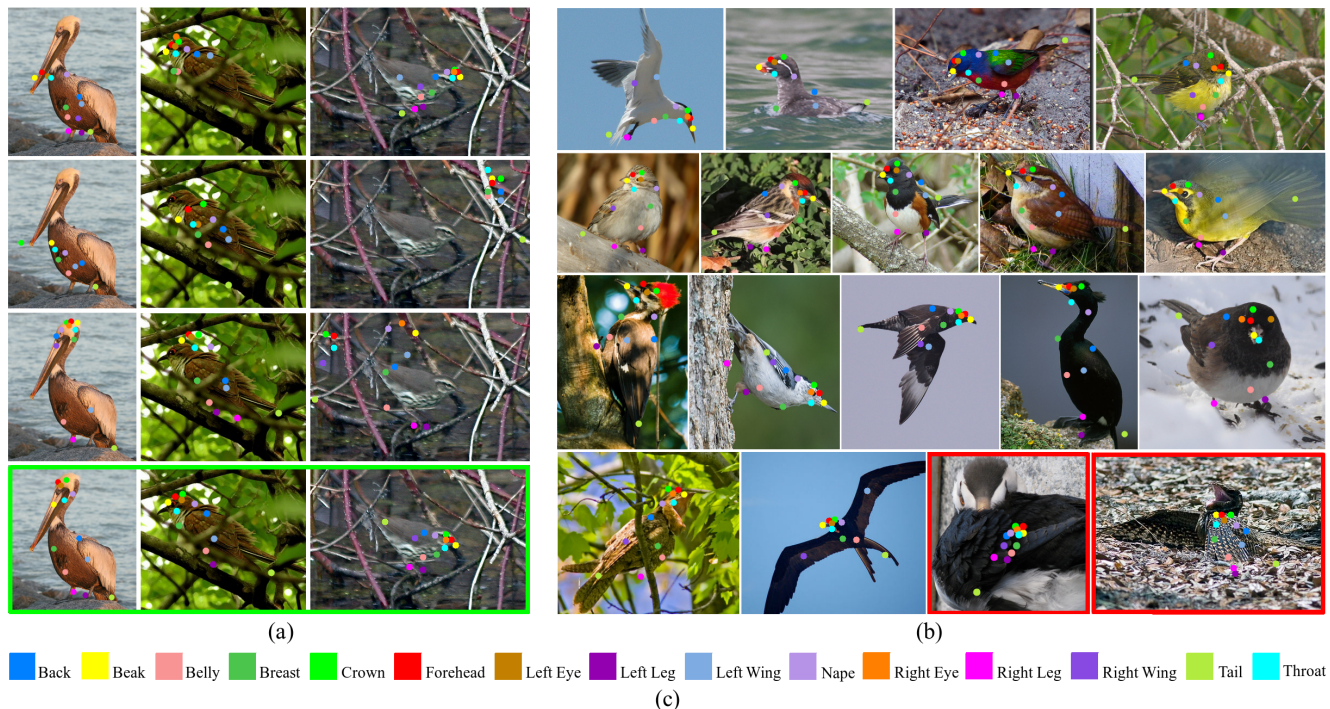 (a)
(b)
Back Beak Belly Breast Crown Forehead Left Eye Left Leg Left Wing Nape Right Eye Right Leg Right Wing Tail Throat
(c)